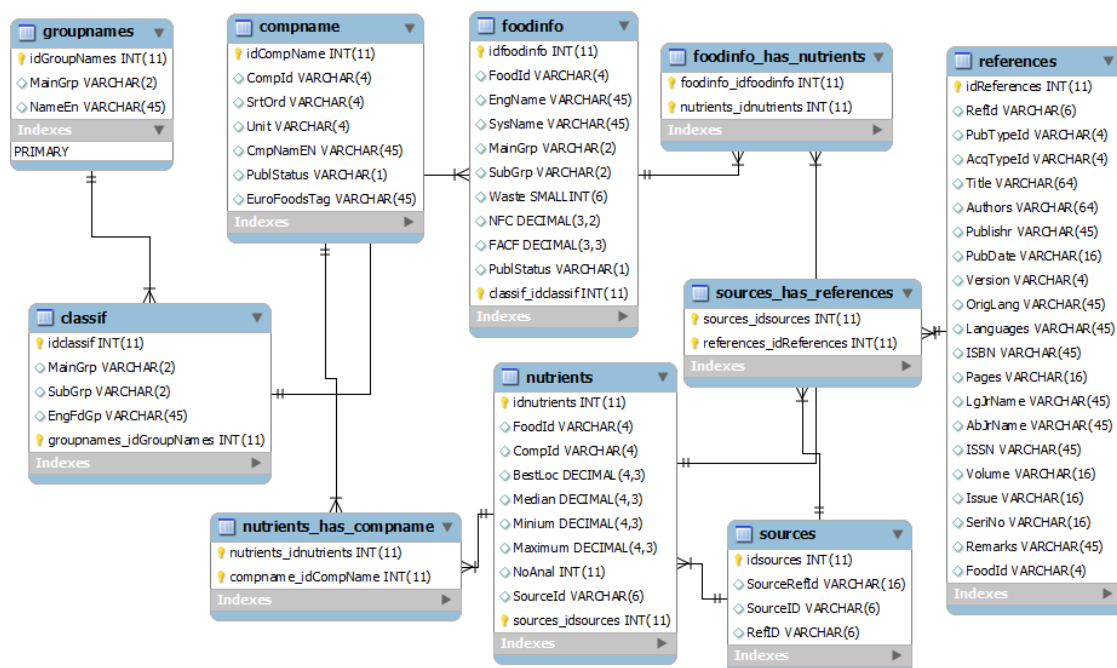 groupnames
idGroupNames INT(11)
MainGrp VARCHAR(2)
NameEn VARCHAR(45)
Indexes
PRIMARY
compname
idCompName INT(11)
CompId VARCHAR(4)
SrtOrd VARCHAR(4)
Unit VARCHAR(4)
CmpNamEN VARCHAR(45)
PublStatus VARCHAR(1)
EuroFoodsTag VARCHAR(45)
Indexes
foodinfo
idfoodinfo INT(11)
FoodId VARCHAR(4)
EngName VARCHAR(45)
SysName VARCHAR(45)
MainGrp VARCHAR(2)
SubGrp VARCHAR(2)
Waste SMALLINT(6)
NFC DECIMAL(3,2)
FACF DECIMAL(3,3)
PublStatus VARCHAR(1)
classif_idclassif INT(11)
Indexes
foodinfo_has_nutrients
foodinfo_idfoodinfo INT(11)
nutrients_idnutrients INT(11)
Indexes
references
idReferences INT(11)
RefId VARCHAR(6)
PubTypeId VARCHAR(4)
AcqTypeId VARCHAR(4)
Title VARCHAR(64)
Authors VARCHAR(64)
Publishr VARCHAR(45)
PubDate VARCHAR(16)
Version VARCHAR(4)
OrigLang VARCHAR(45)
Languages VARCHAR(45)
ISBN VARCHAR(45)
Pages VARCHAR(16)
LgJrName VARCHAR(45)
AbJrName VARCHAR(45)
ISSN VARCHAR(45)
Volume VARCHAR(16)
Issue VARCHAR(16)
SeriNo VARCHAR(16)
Remarks VARCHAR(45)
FoodId VARCHAR(4)
Indexes
classif
idclassif INT(11)
MainGrp VARCHAR(2)
SubGrp VARCHAR(2)
EngFdGp VARCHAR(45)
groupnames_idGroupNames INT(11)
Indexes
sources_has_references
sources_idsources INT(11)
references_idReferences INT(11)
Indexes
nutrients
idnutrients INT(11)
FoodId VARCHAR(4)
CompId VARCHAR(4)
BestLoc DECIMAL(4,3)
Median DECIMAL(4,3)
Minium DECIMAL(4,3)
Maximum DECIMAL(4,3)
NoAnal INT(11)
SourceId VARCHAR(6)
sources_idsources INT(11)
Indexes
nutrients_has_compname
nutrients_idnutrients INT(11)
compname_idCompName INT(11)
Indexes
sources
idsources INT(11)
SourceRefId VARCHAR(16)
SourceID VARCHAR(6)
RefID VARCHAR(6)
Indexes